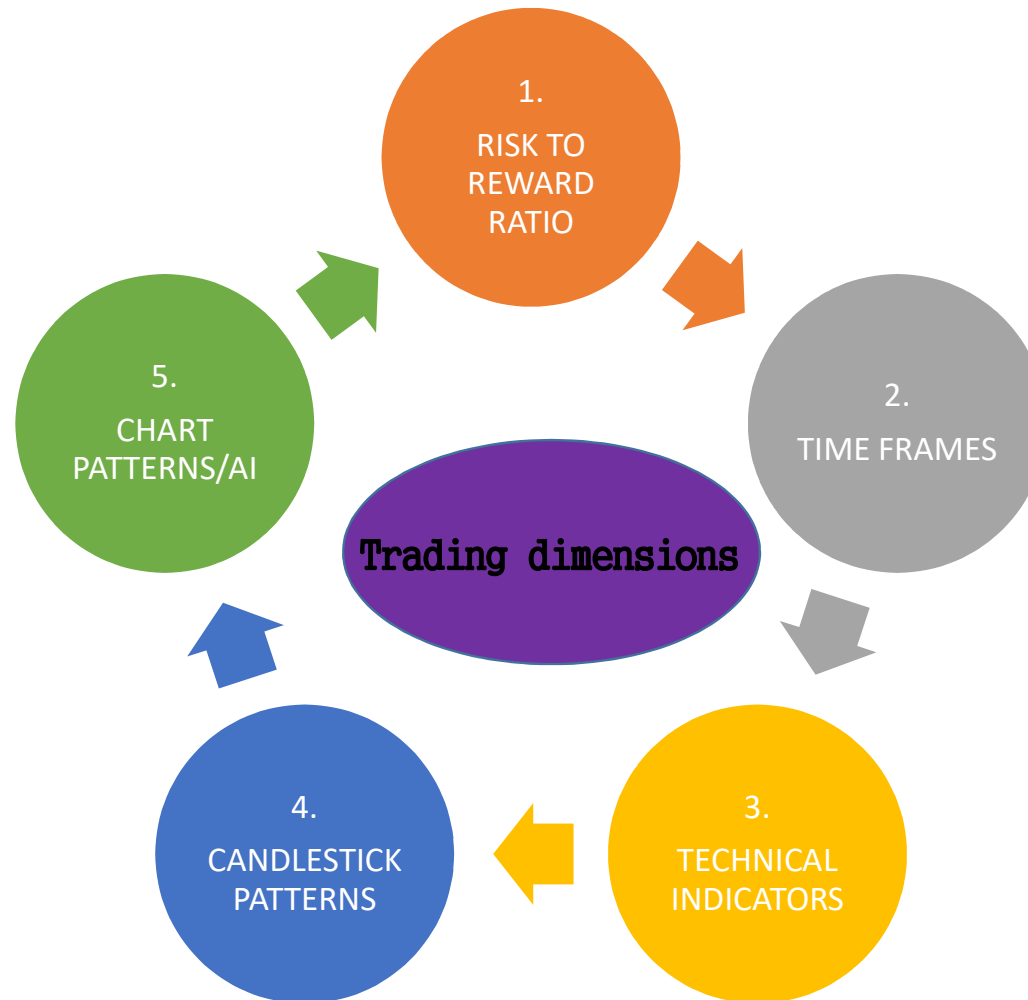 1.
RISK TO
REWARD
RATIO
2.
TIME FRAMES
3.
TECHNICAL
INDICATORS
4.
CANDLESTICK
PATTERNS
5.
CHART
PATTERNS/AI
Trading dimensions